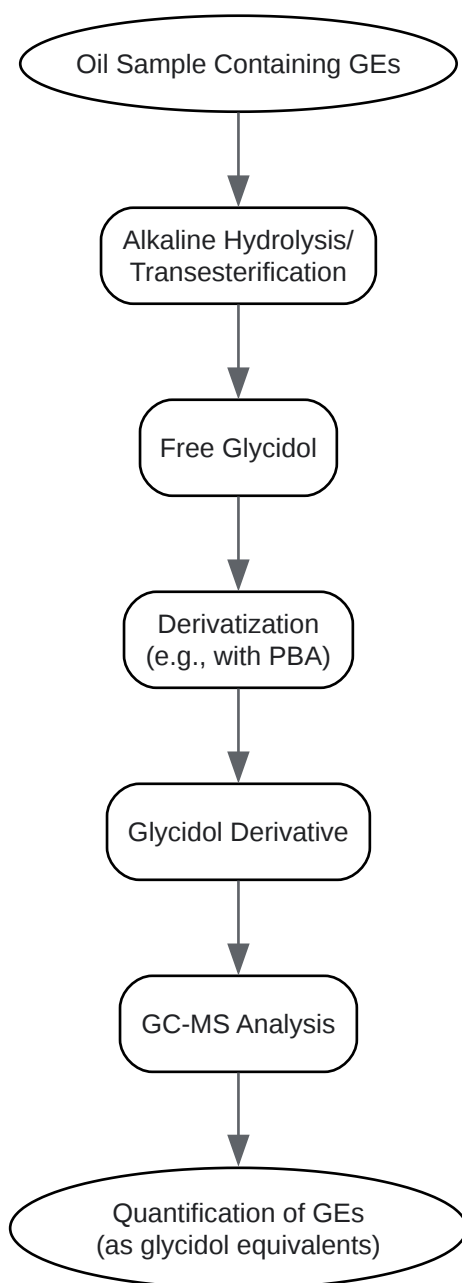 Oil Sample Containing GEs
Alkaline Hydrolysis/
Transesterification
Free Glycidol
Derivatization
(e.g., with PBA)
Glycidol Derivative
GC-MS Analysis
Quantification of GEs
(as glycidol equivalents)